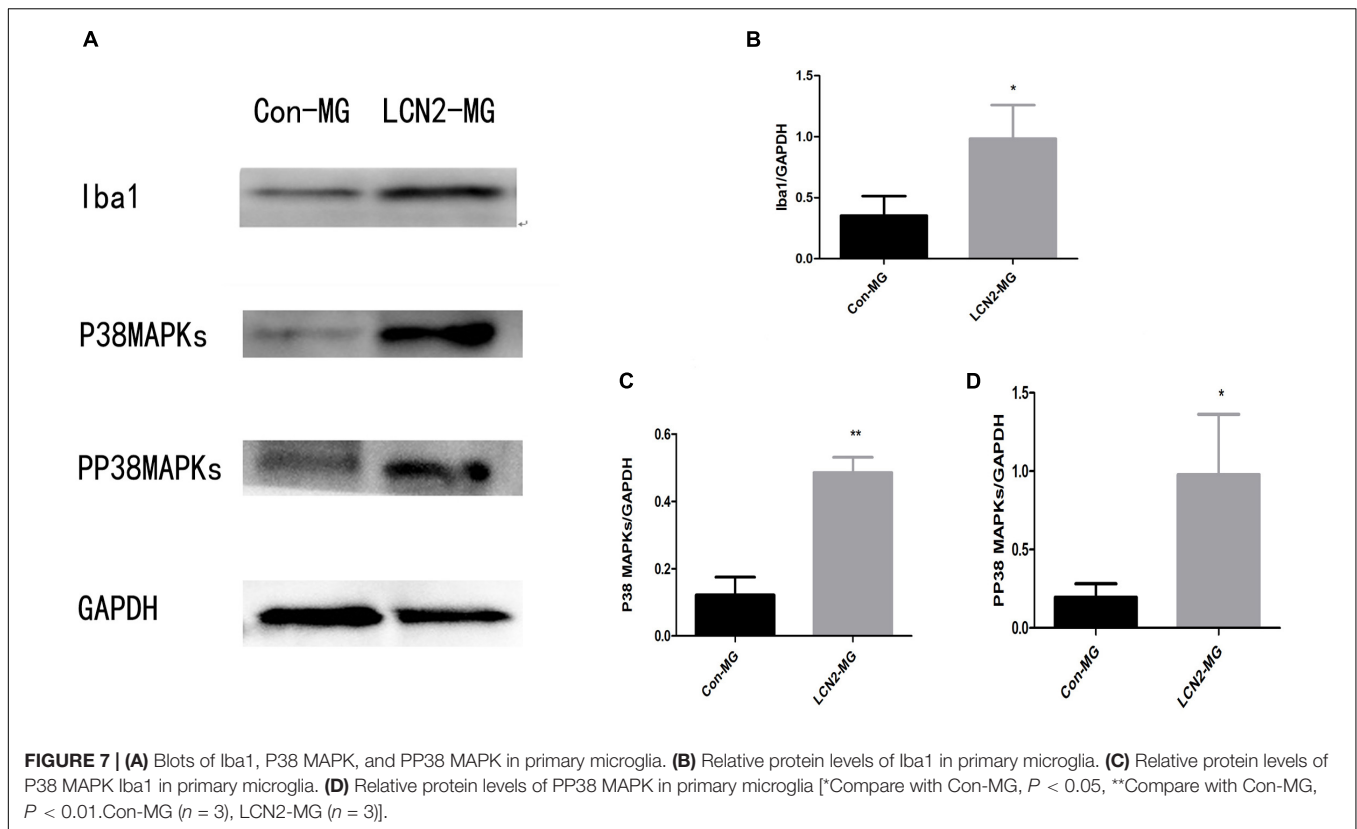 A
Con-MG LCN2-MG
Iba1
P38MAPKs
PP38MAPKs
GAPDH
B
Iba1/GAPDH
1.5
1.0
0.5
0.0
*
Con-MG
LCN2-MG
C
P38 MAPKs/GAPDH
0.6
0.4
0.2
0.0
**
Con-MG
LCN2-MG
D
PP38 MAPKs/GAPDH
1.5
1.0
0.5
0.0
*
Con-MG
LCN2-MG
FIGURE 7 | (A) Blots of Iba1, P38 MAPK, and PP38 MAPK in primary microglia. (B) Relative protein levels of Iba1 in primary microglia. (C) Relative protein levels of
P38 MAPK Iba1 in primary microglia. (D) Relative protein levels of PP38 MAPK in primary microglia [*Compare with Con-MG, P < 0.05, **Compare with Con-MG,
P < 0.01.Con-MG (n = 3), LCN2-MG (n = 3)].